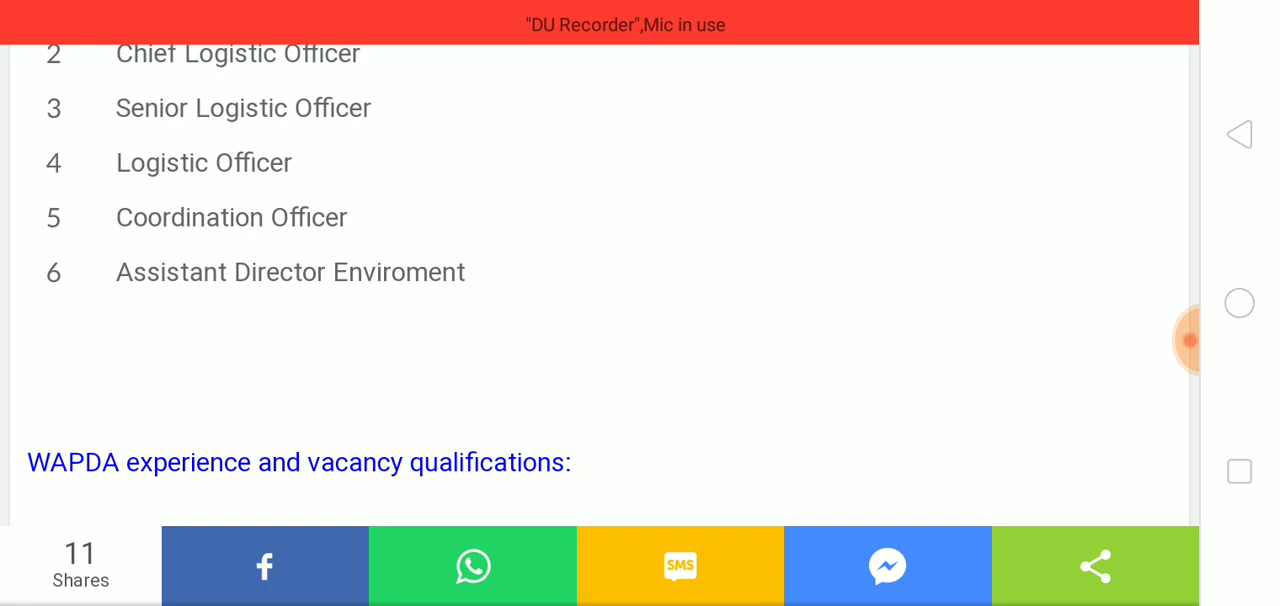 "DU Recorder",Mic in use
2 Chief Logistic Officer
3 Senior Logistic Officer
4 Logistic Officer
5 Coordination Officer
6 Assistant Director Enviroment
WAPDA experience and vacancy qualifications:
11
Shares
f
SMS